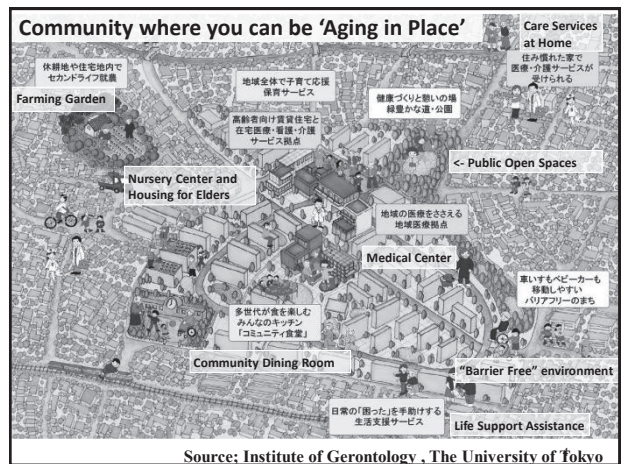 Community where you can be ‘Aging in Place’
Care Services
at Home
住み慣れた家で
医療・介護サービスが
受けられる
休耕地や住宅地内で
セカンドライフ就農
Farming Garden
地域全体で子育て応援
保育サービス
高齢者向け賃貸住宅と
在宅医療・看護・介護
サービス拠点
健康づくりと憩いの場
緑豊かな道・公園
<- Public Open Spaces
Nursery Center and
Housing for Elders
地域の医療をささえる
地域医療拠点
Medical Center
車いすもベビーカーも
移動しやすい
バリアフリーのまち
多世代が食を楽しむ
みんなのキッチン
「コミュニティ食堂」
Community Dining Room
“Barrier Free” environment
日常の「困った」を手助けする
生活支援サービス
Life Support Assistance
Source; Institute of Gerontology , The University of Tokyo